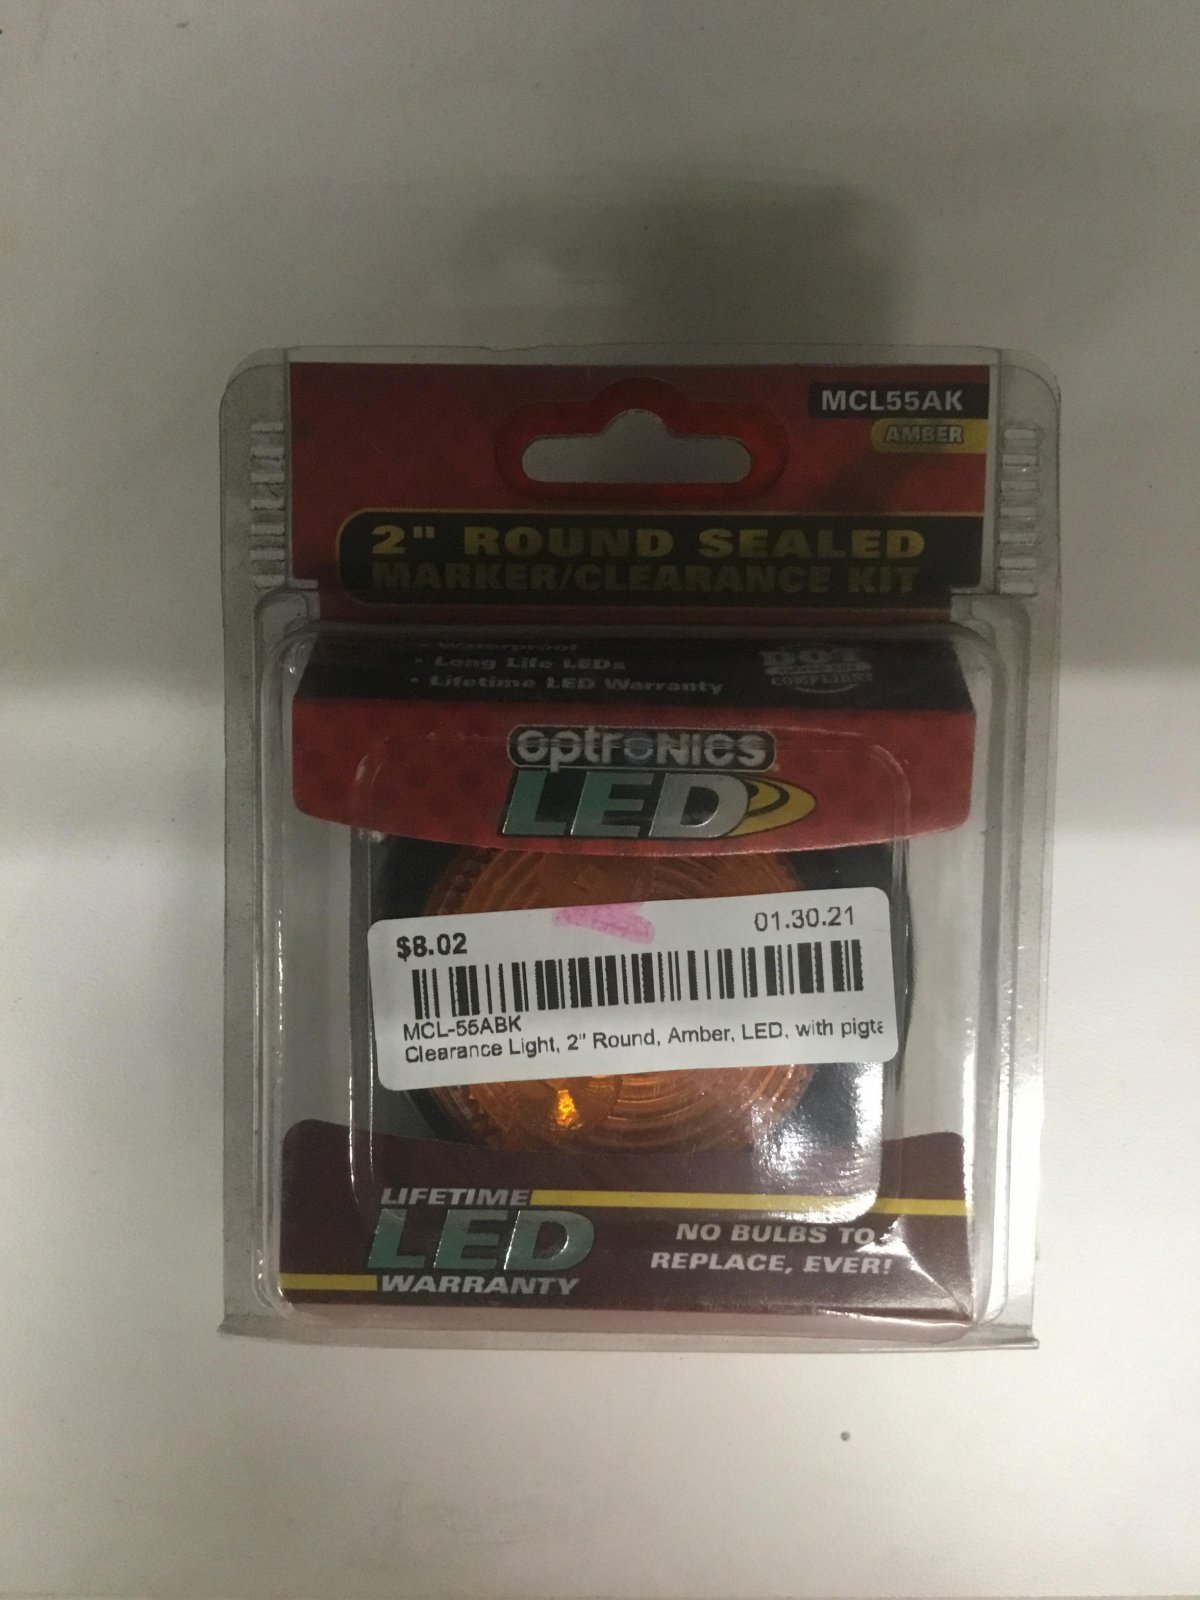 MCL55AK
AMBER
2" ROUND SEALED
MARKER/CLEARANCE KIT
• Waterproof
• Long Life LEDs
• Lifetime LED Warranty
DOT
COMPLIANT
optronics
LED
$8.02
01.30.21
MCL-55ABK
Clearance Light, 2" Round, Amber, LED, with pigta
LIFETIME
LED
WARRANTY
NO BULBS TO
REPLACE, EVER!